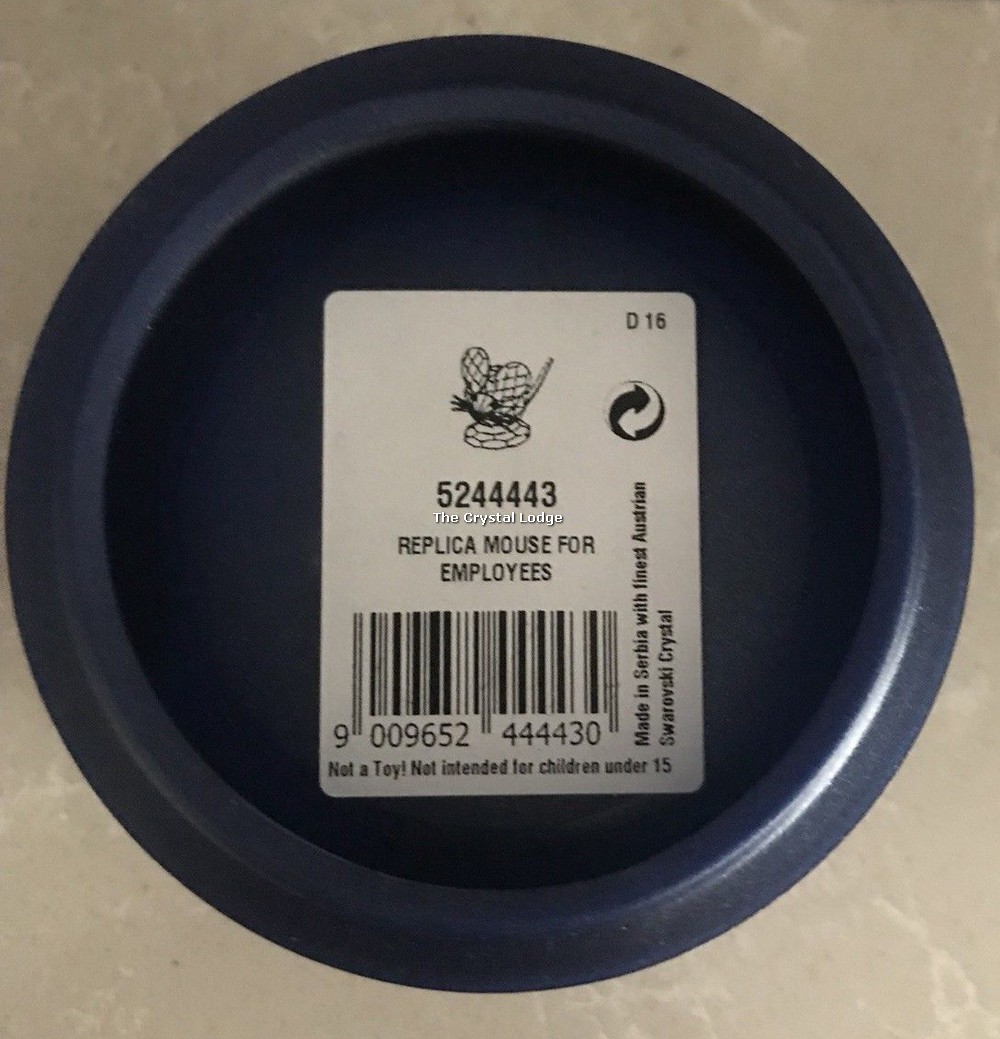 D 16
5244443
The Crystal Lodge
REPLICA MOUSE FOR
EMPLOYEES
9 009652 444430
Made in Serbia with finest Austrian
Swarovski Crystal
Not a Toy! Not intended for children under 15